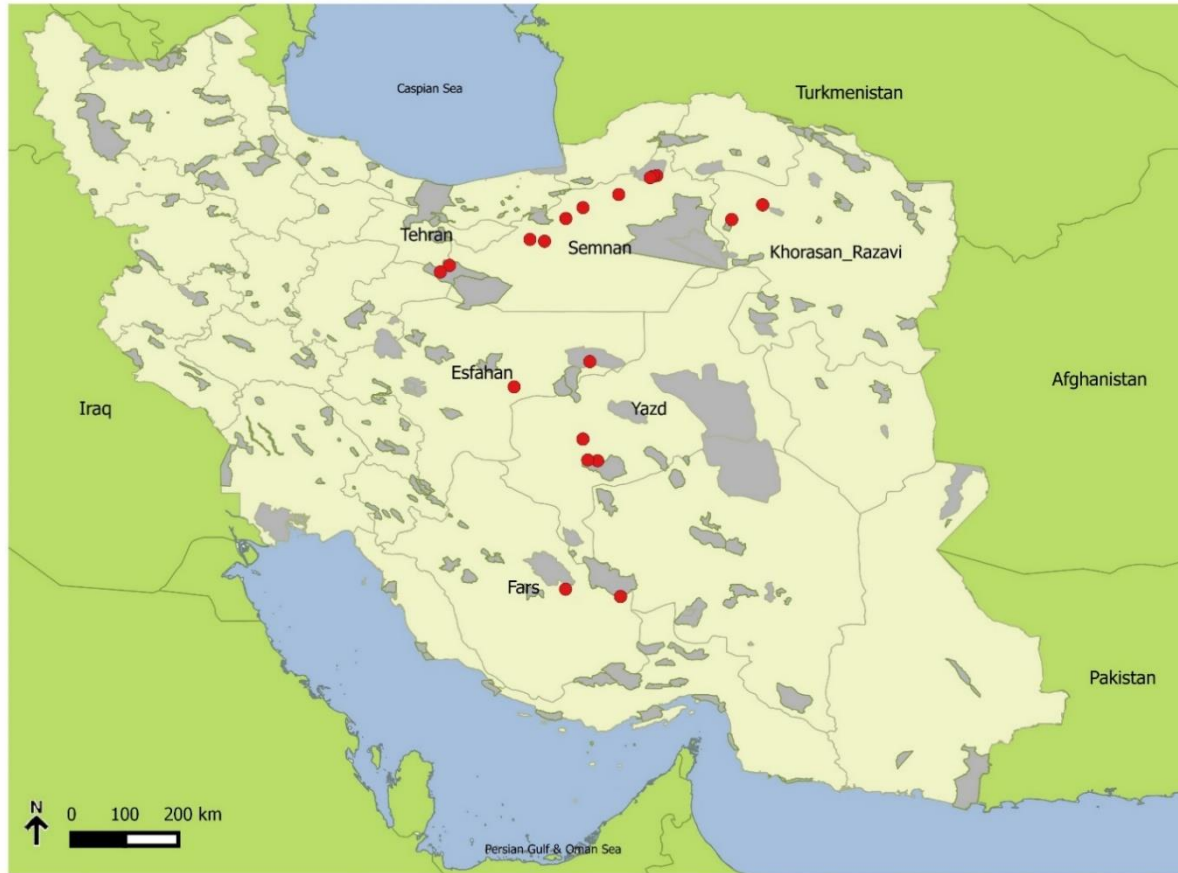 Caspian Sea
Turkmenistan
Tehran
Semnan
Khorasan_Razavi
Esfahan
Afghanistan
Iraq
Yazd
Fars
Pakistan
N
0 100 200 km
Persian Gulf & Oman Sea